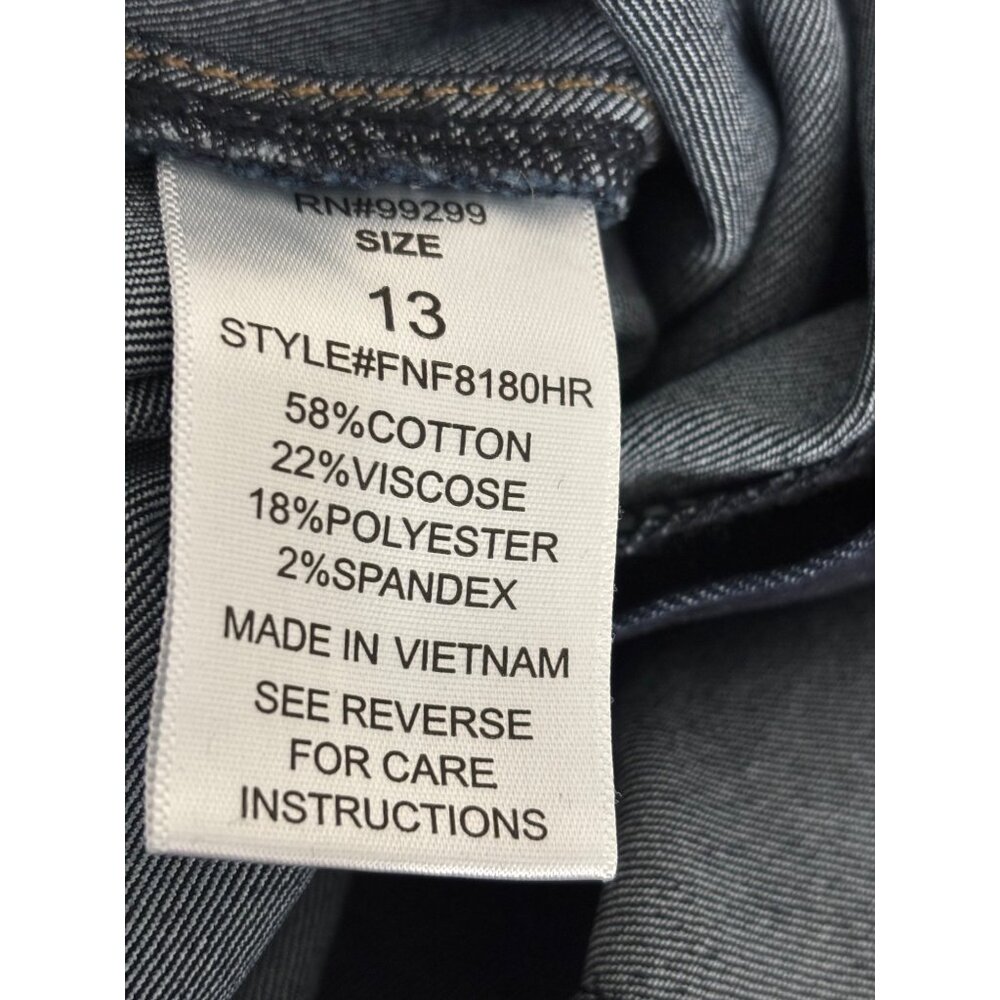 RN#99299
SIZE
13
STYLE#FNF8180HR
58%COTTON
22%VISCOSE
18%POLYESTER
2%SPANDEX
MADE IN VIETNAM
SEE REVERSE
FOR CARE
INSTRUCTIONS